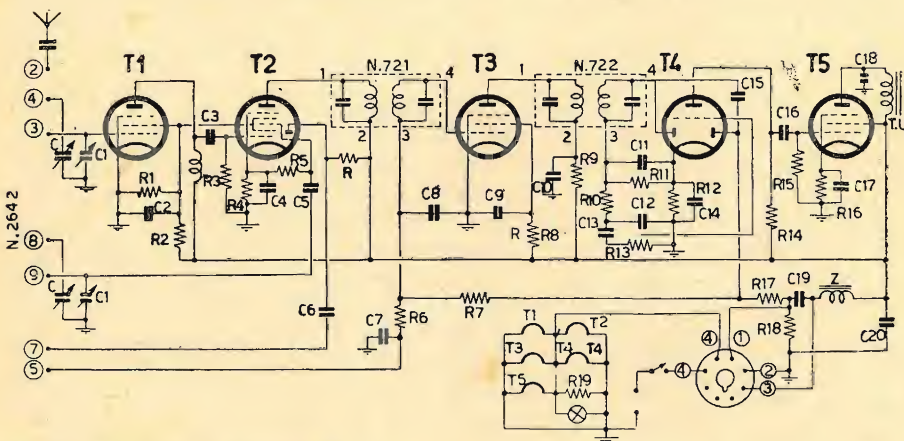 T1
T2
N.721
T3
N.722
T4
T5
1
4
1
4
C15
C18
2
4
3
C
C1
C3
R3
R4
R5
C4
C5
R
2
3
2
3
C8
C9
C10
R9
C11
R11
R10
C12
R12
C13
C14
R13
C16
R15
R16
C17
T.U
R1
C2
R2
N.2642
8
9
C
C1
R
R8
R14
C6
R7
R17
C19
Z
C7
R6
R18
C20
7
5
T1
T2
T3
T4
T4
T5
R19
4
4
1
2
3